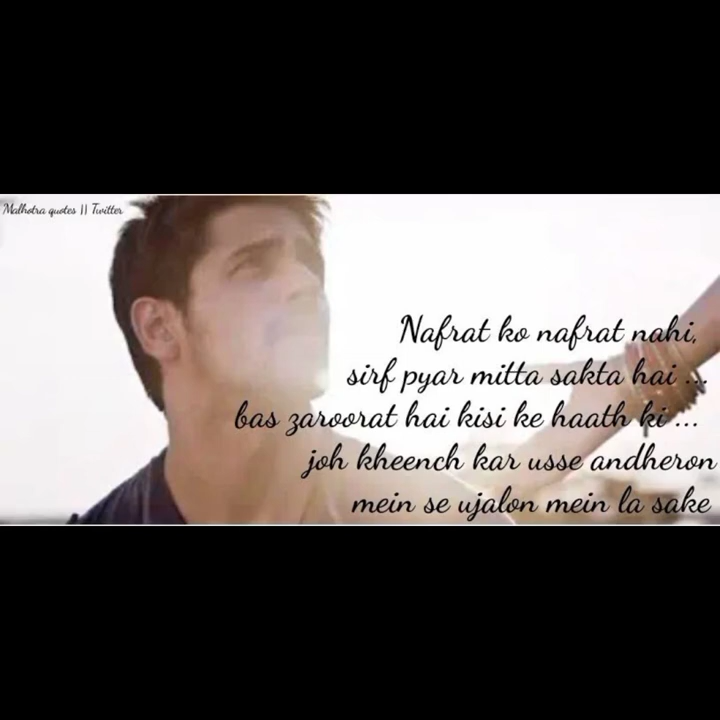 Malhotra quotes || Twitter
Nafrat ko nafrat nahi,
sirf pyar mitta sakta hai ...
bas zaroorat hai kisi ke haath ki ...
joh kheench kar usse andheron
mein se ujalon mein la sake